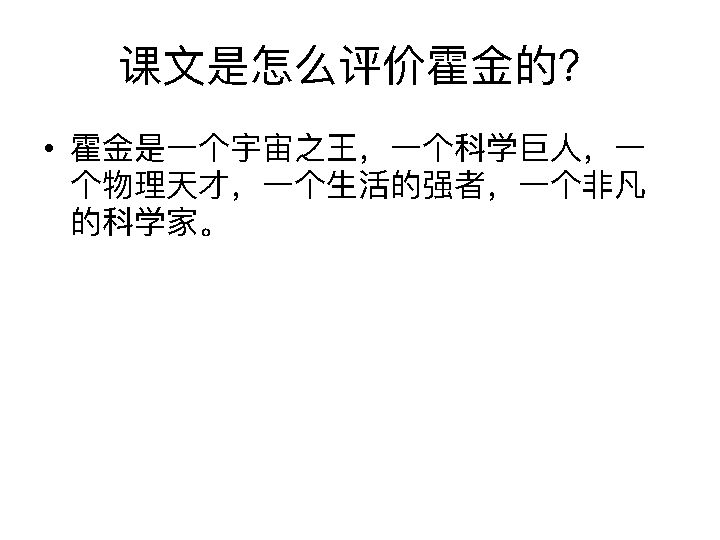 课文是怎么评价霍金的?
• 霍金是一个宇宙之王，一个科学巨人，一
个物理天才，一个生活的强者，一个非凡
的科学家。